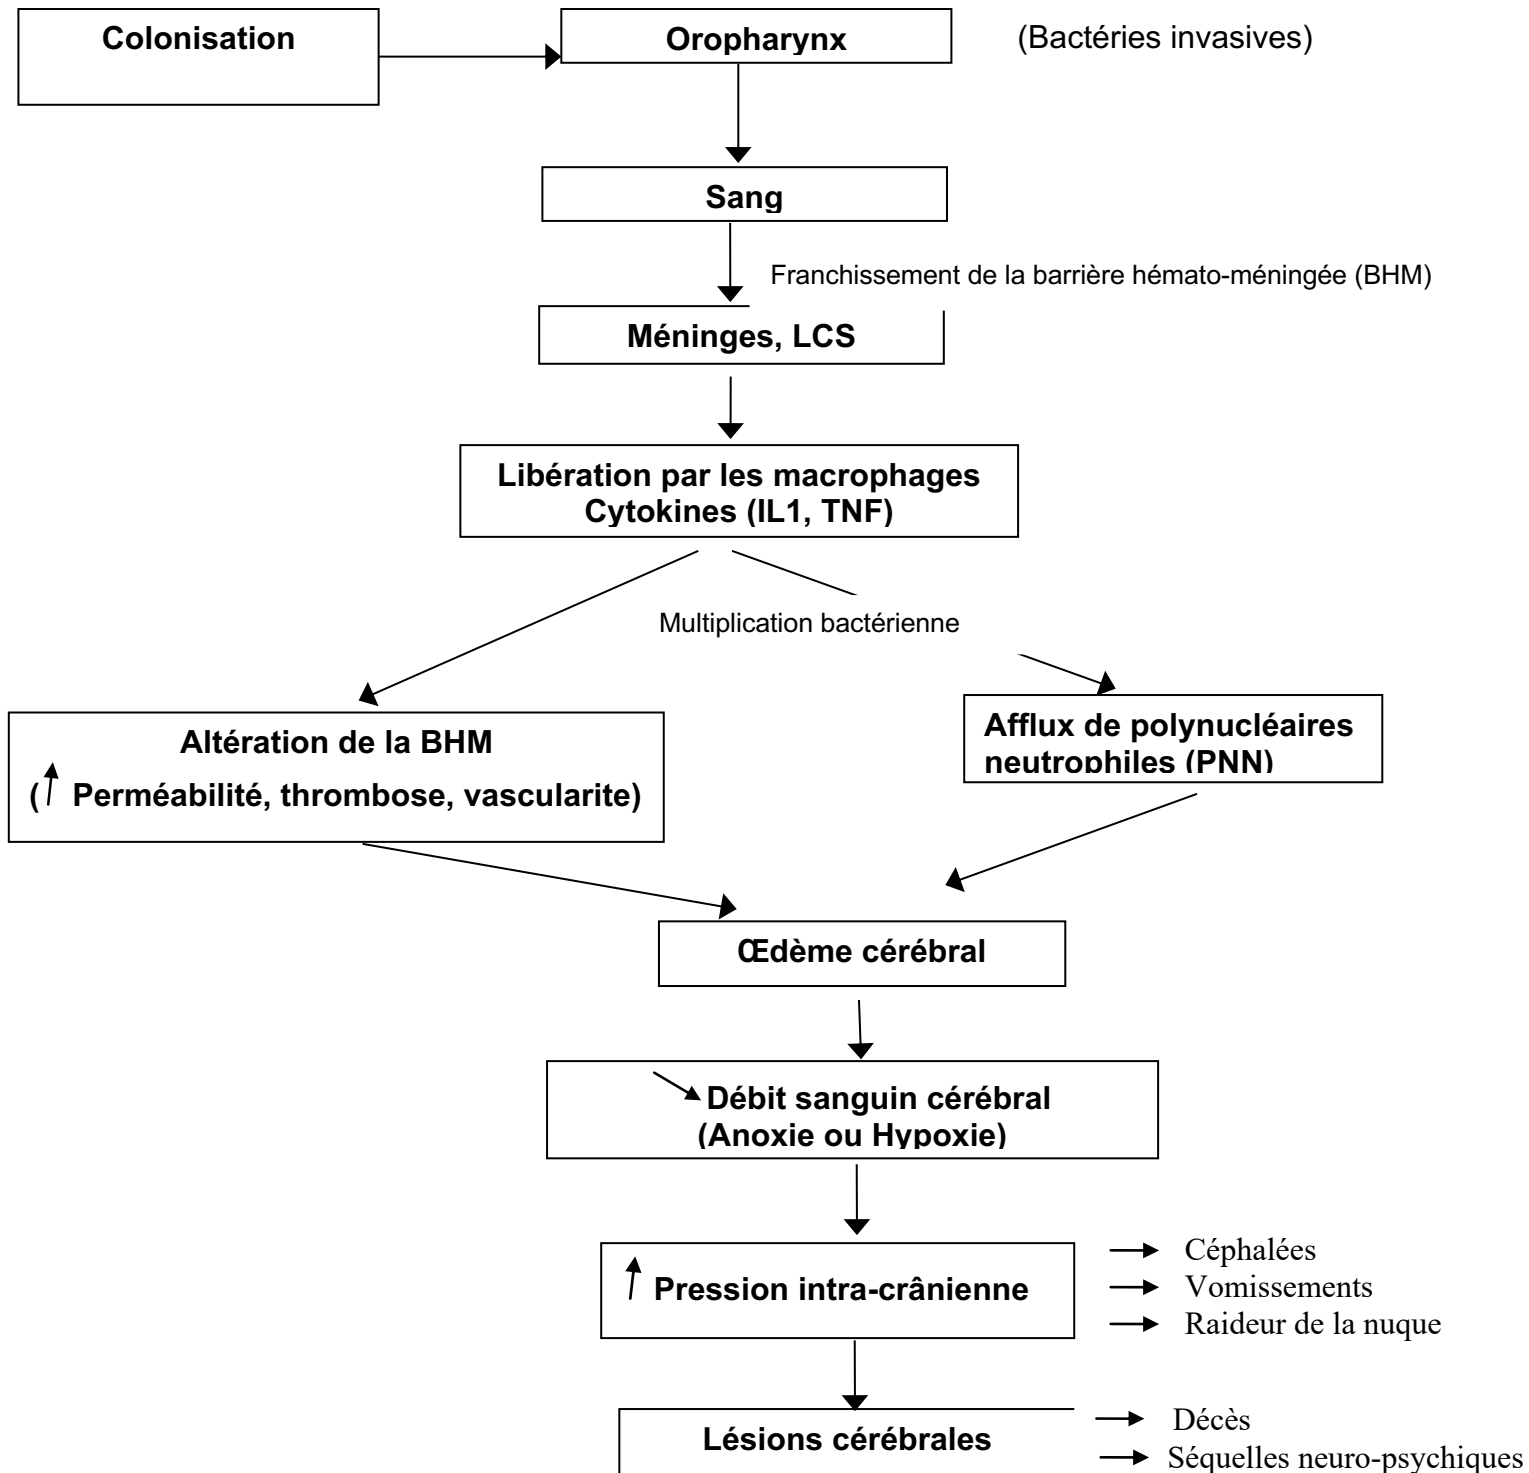 Colonisation
Oropharynx
(Bactéries invasives)
Sang
Franchissement de la barrière hémato-méningée (BHM)
Méninges, LCS
Libération par les macrophages
Cytokines (IL1, TNF)
Multiplication bactérienne
Altération de la BHM
(↑ Perméabilité, thrombose, vascularite)
Afflux de polynucléaires
neutrophiles (PNN)
Œdème cérébral
↘ Débit sanguin cérébral
(Anoxie ou Hypoxie)
↑ Pression intra-crânienne
→ Céphalées
→ Vomissements
→ Raideur de la nuque
Lésions cérébrales
→ Décès
→ Séquelles neuro-psychiques